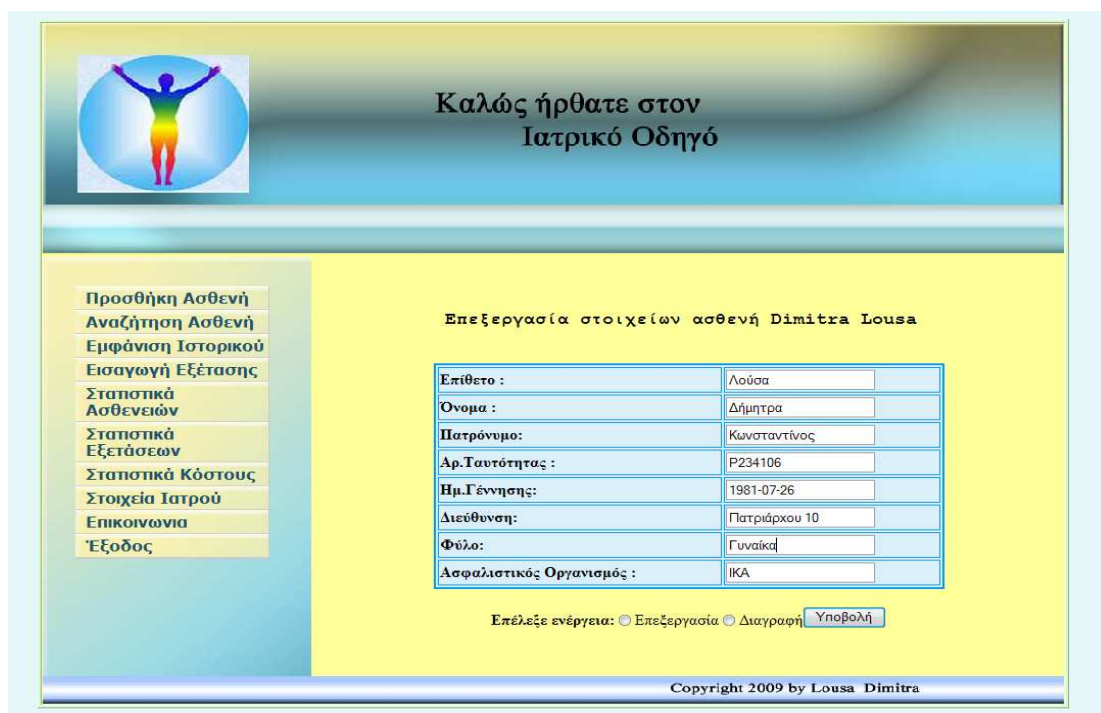 Καλώς ήρθατε στον
Ιατρικό Οδηγό
Προσθήκη Ασθενή
Αναζήτηση Ασθενή
Εμφάνιση Ιστορικού
Εισαγωγή Εξέτασης
Στατιστικά
Ασθενειών
Στατιστικά
Εξετάσεων
Στατιστικά Κόστους
Στοιχεία Ιατρού
Επικοινωνια
Έξοδος
Επεξεργασία στοιχείων ασθενή Dimitra Lousa
Επίθετο : Λούσα
Όνομα : Δήμητρα
Πατρόνυμο: Κωνσταντίνος
Αρ.Ταυτότητας : P234106
Ημ.Γέννησης: 1981-07-26
Διεύθυνση: Πατριάρχου 10
Φύλο: Γυναίκα
Ασφαλιστικός Οργανισμός : IKA
Επέλεξε ενέργεια: Επεξεργασία Διαγραφή Υποβολή
Copyright 2009 by Lousa Dimitra